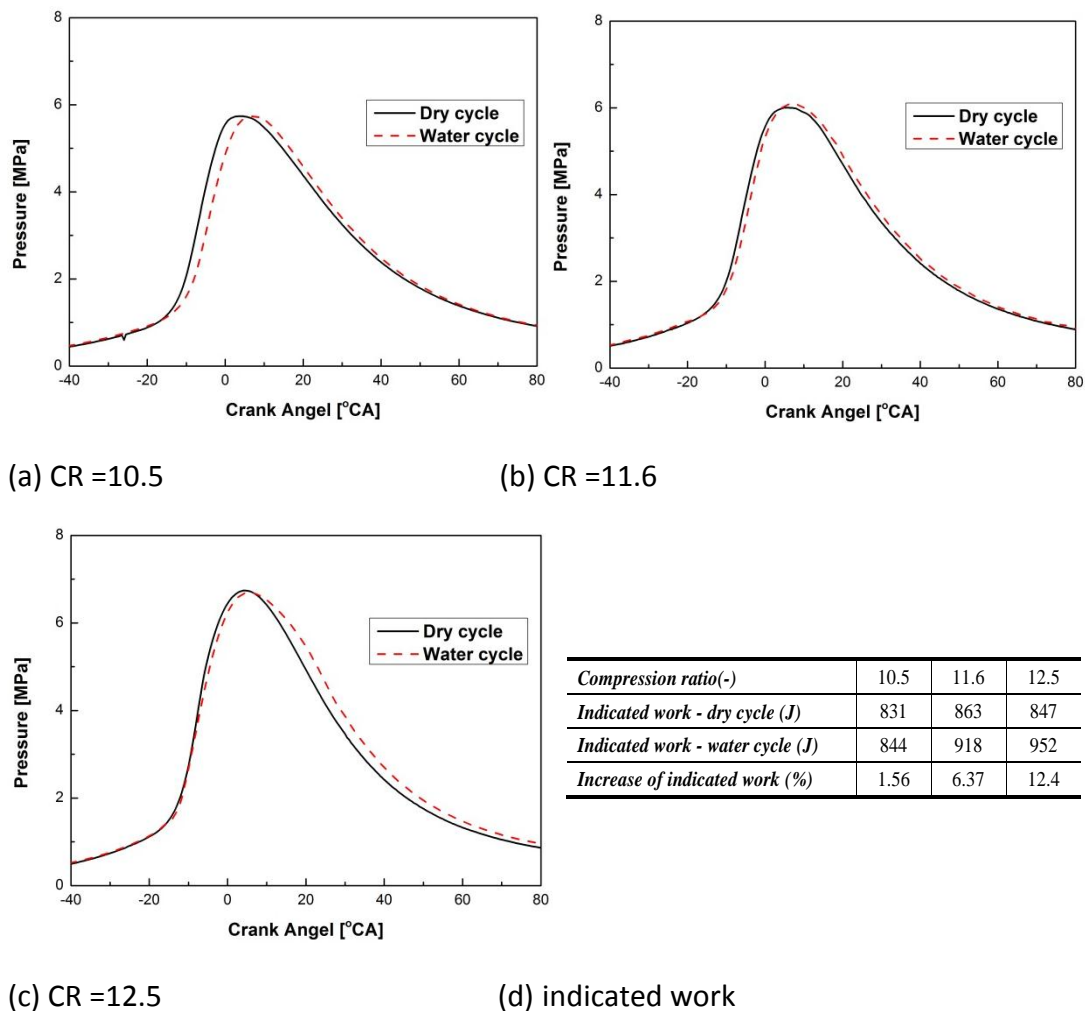 8
6
4
2
0
Pressure [MPa]
Dry cycle
Water cycle
-40 -20 0 20 40 60 80
Crank Angel [°CA]
8
6
4
2
0
Pressure [MPa]
Dry cycle
Water cycle
-40 -20 0 20 40 60 80
Crank Angel [°CA]
(a) CR =10.5
(b) CR =11.6
8
6
4
2
0
Pressure [MPa]
Dry cycle
Water cycle
-40 -20 0 20 40 60 80
Crank Angel [°CA]
Compression ratio(-) 10.5 11.6 12.5
Indicated work - dry cycle (J) 831 863 847
Indicated work - water cycle (J) 844 918 952
Increase of indicated work (%) 1.56 6.37 12.4
(c) CR =12.5
(d) indicated work